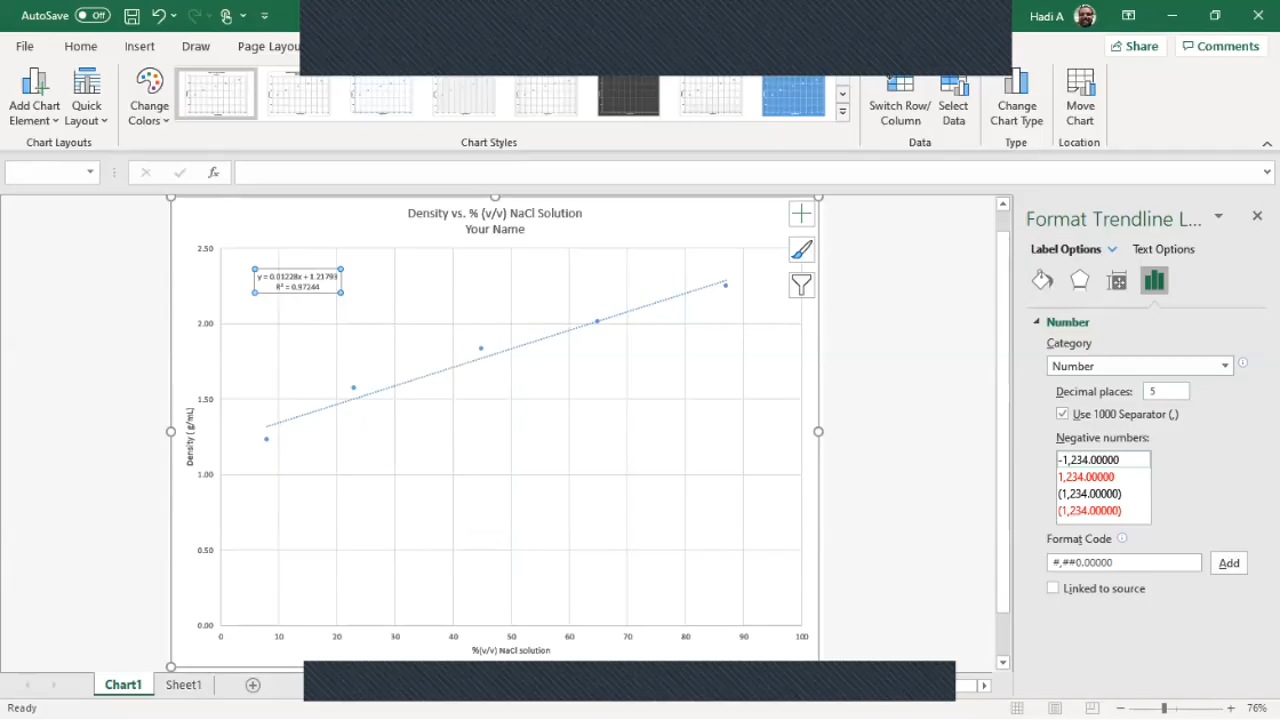 AutoSave Off
Hadi A
File Home Insert Draw Page Layou
Share Comments
Add Chart Element
Quick Layout
Change Colors
Switch Row/ Column
Select Data
Change Chart Type
Move Chart
Chart Layouts Chart Styles Data Type Location
fx
Density vs. % (v/v) NaCl Solution
Your Name
y = 0.01228x + 1.21793
R² = 0.97244
2.50
2.00
1.50
1.00
0.50
0.00
Density ( g/mL)
0 10 20 30 40 50 60 70 80 90 100
%(v/v) NaCl solution
Format Trendline L...
Label Options Text Options
Number
Category
Number
Decimal places: 5
Use 1000 Separator (,)
Negative numbers:
-1,234.00000
1,234.00000
(1,234.00000)
(1,234.00000)
Format Code
#,##0.00000 Add
Linked to source
Chart1 Sheet1
Ready
76%